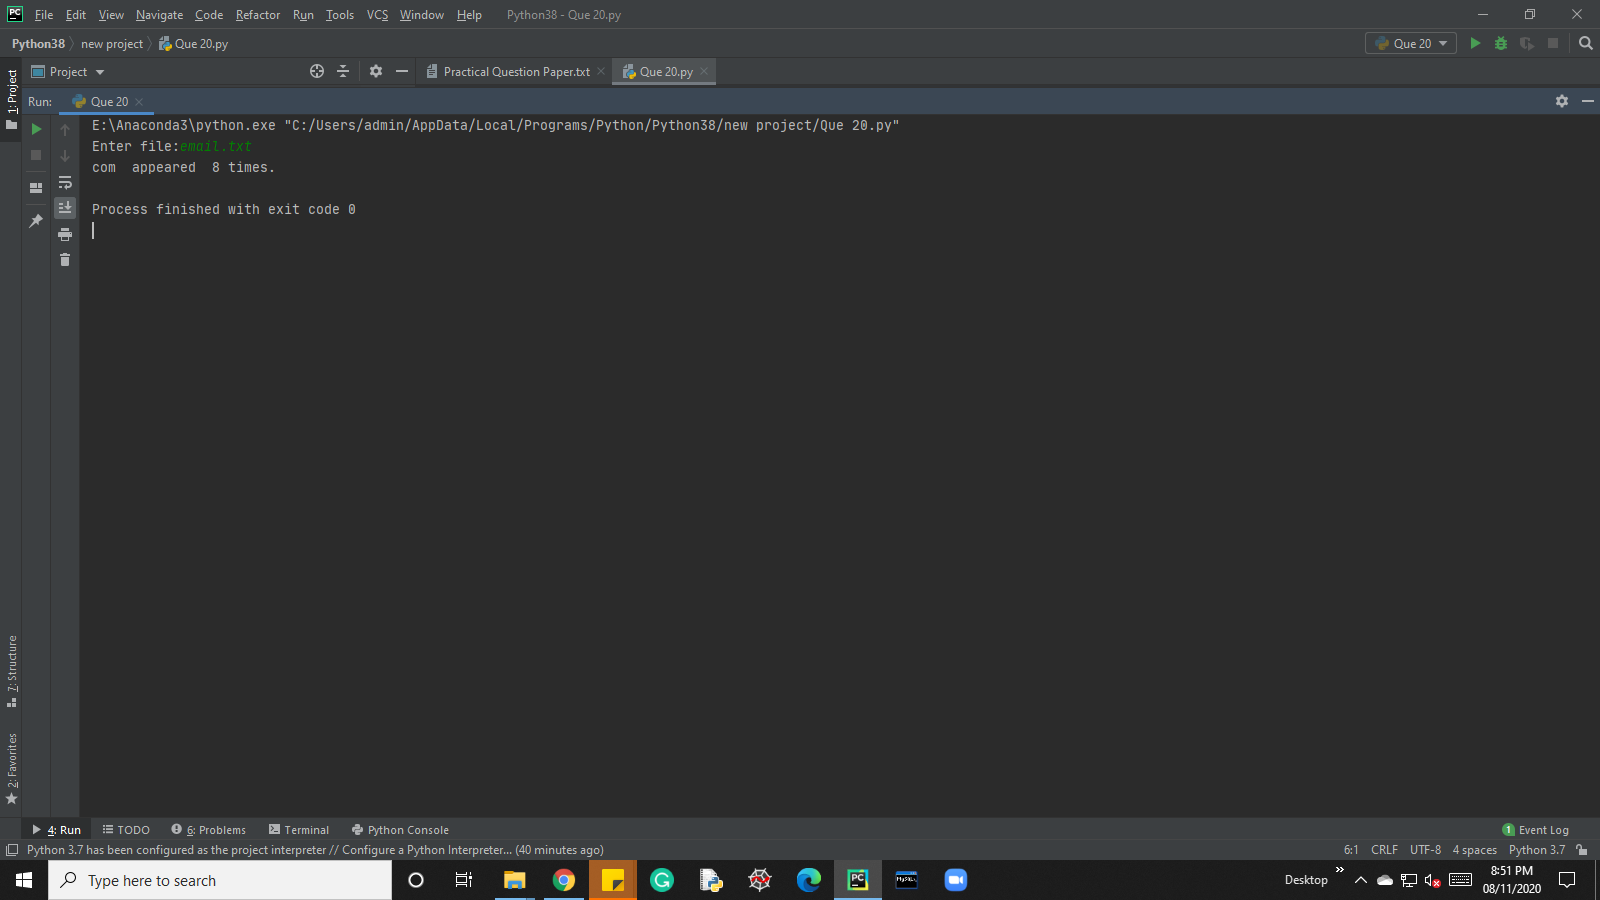 PC File Edit View Navigate Code Refactor Run Tools VCS Window Help Python38 - Que 20.py
Python38 new project Que 20.py Que 20
Project Practical Question Paper.txt Que 20.py
1: Project
Run: Que 20
E:\Anaconda3\python.exe "C:/Users/admin/AppData/Local/Programs/Python/Python38/new project/Que 20.py"
Enter file:email.txt
com  appeared  8 times.
Process finished with exit code 0
7: Structure
2: Favorites
4: Run TODO 6: Problems Terminal Python Console 1 Event Log
Python 3.7 has been configured as the project interpreter // Configure a Python Interpreter... (40 minutes ago) 6:1 CRLF UTF-8 4 spaces Python 3.7
Type here to search G PC MySQL Desktop 8:51 PM
08/11/2020